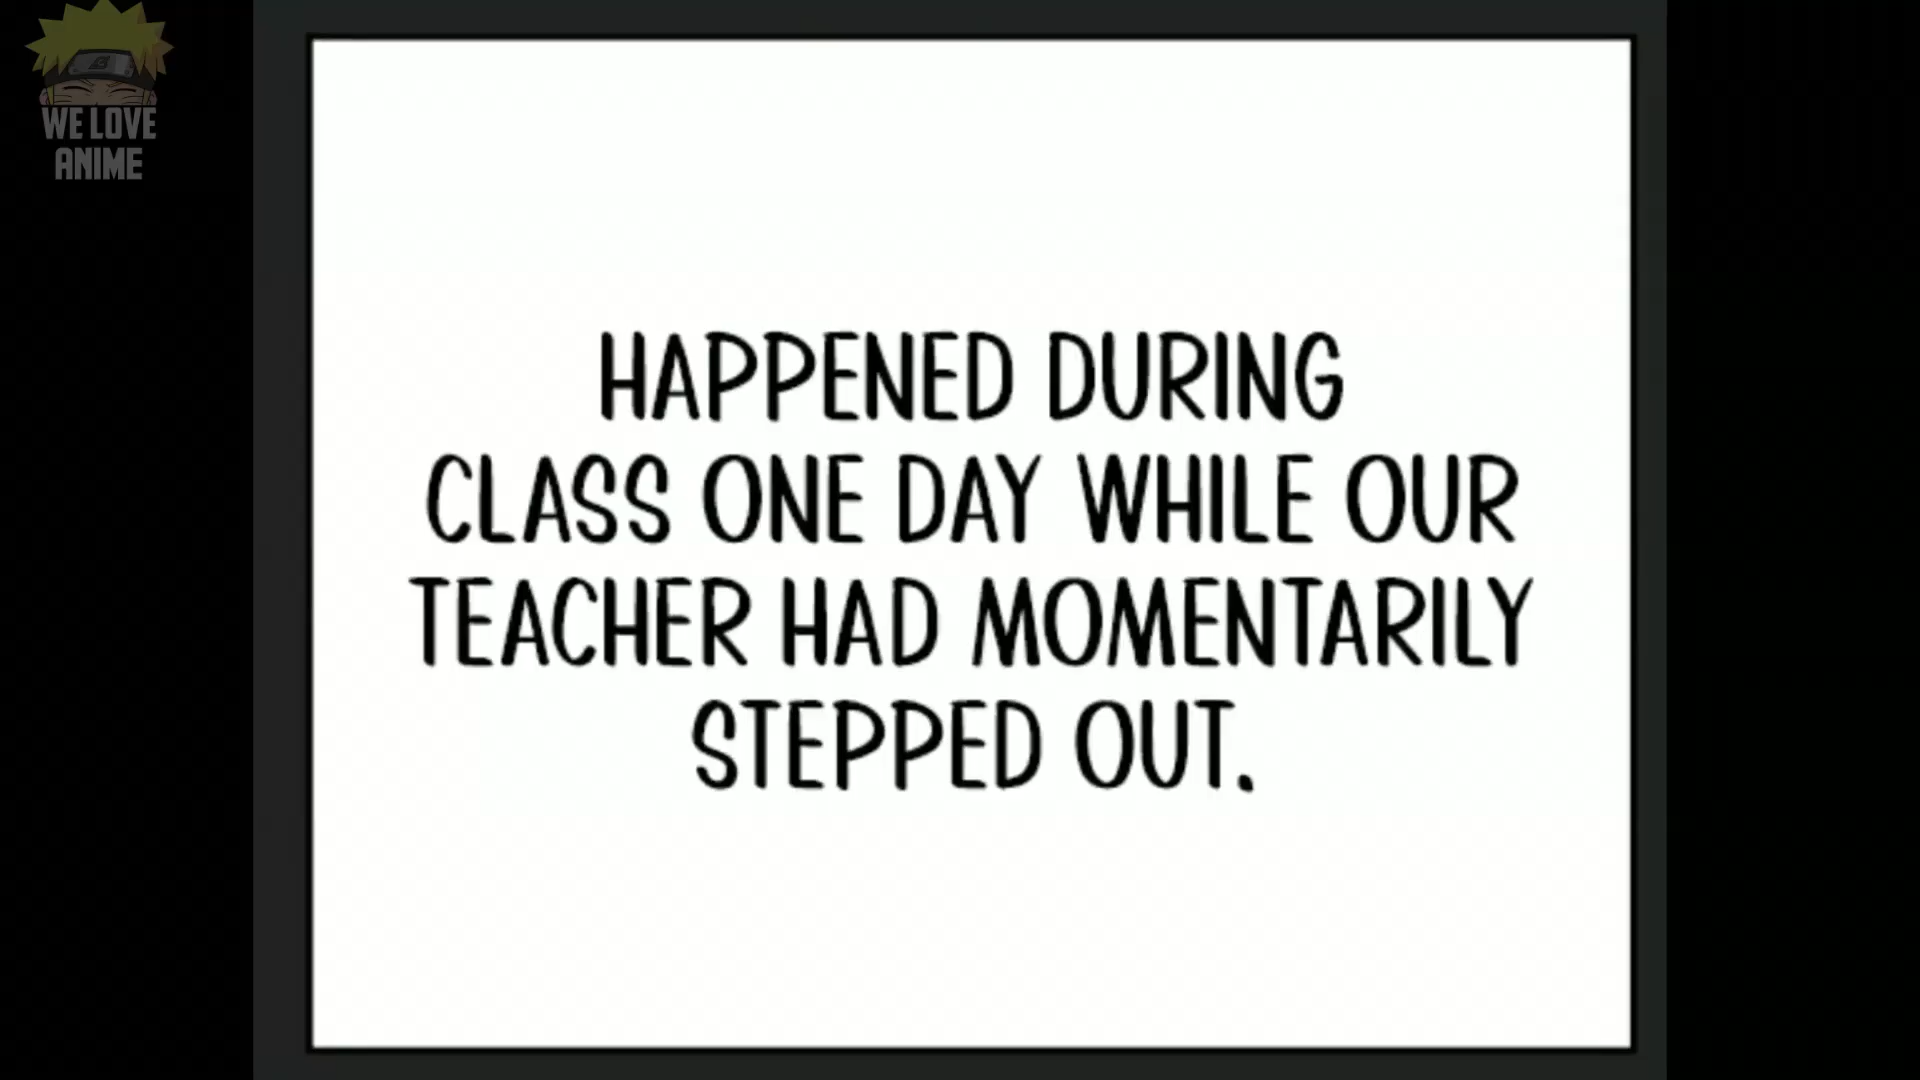 WE LOVE
ANIME
HAPPENED DURING
CLASS ONE DAY WHILE OUR
TEACHER HAD MOMENTARILY
STEPPED OUT.